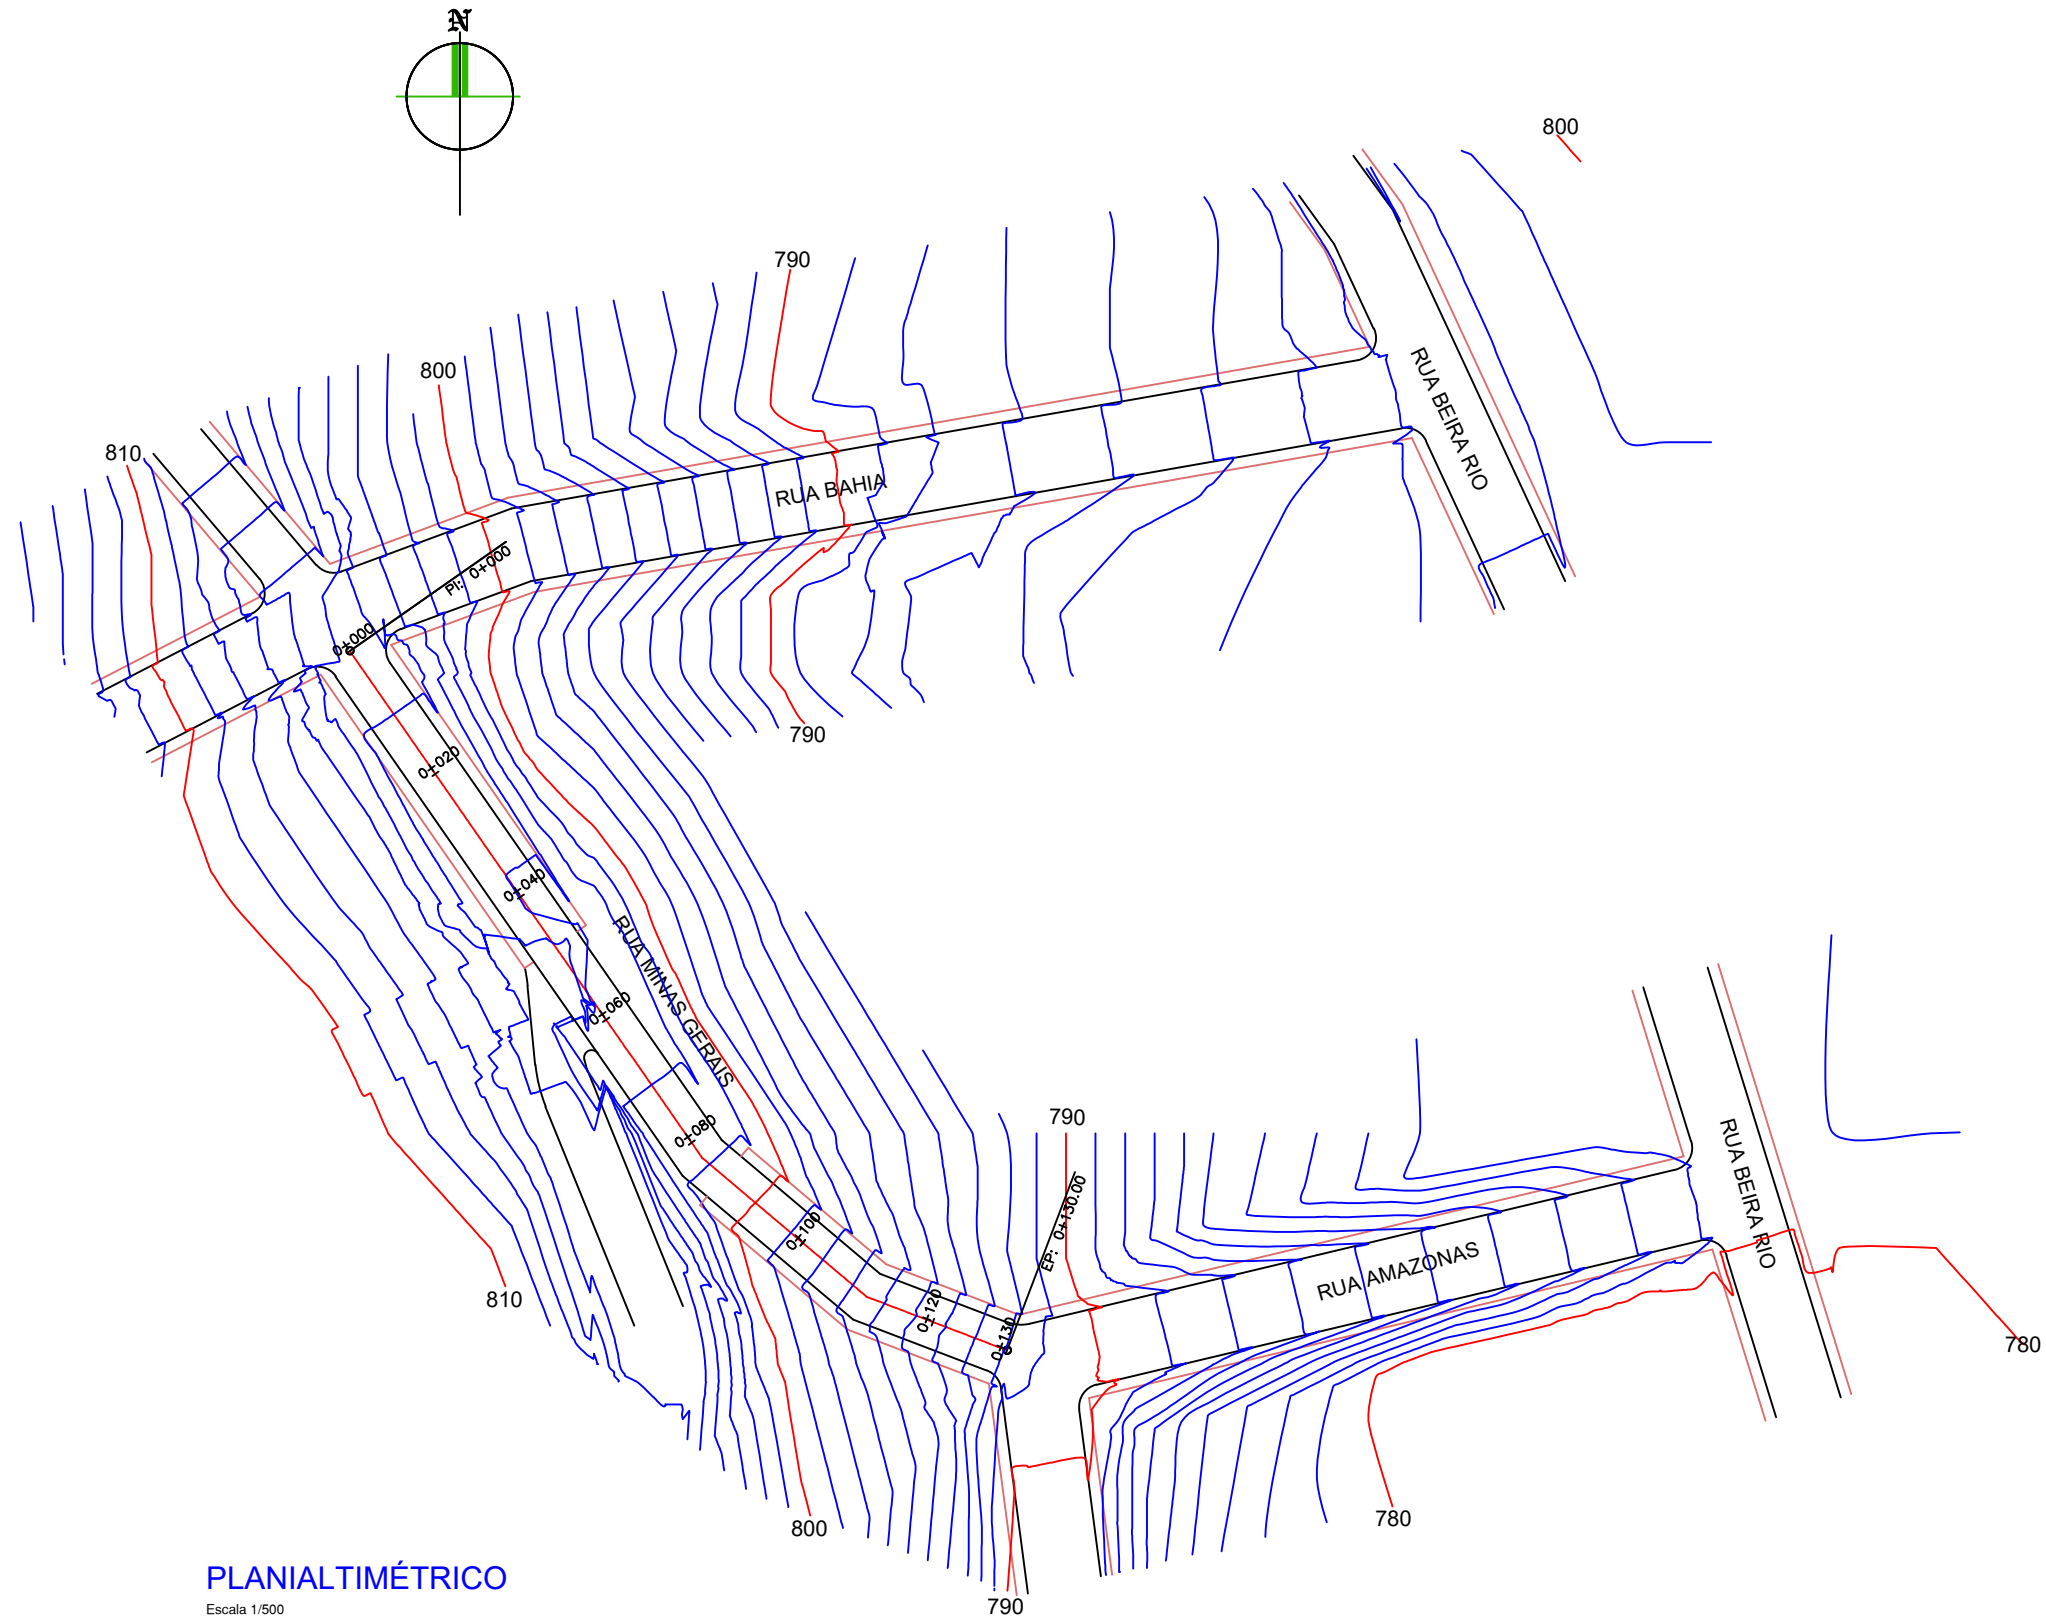 N
800
790
800
810
RUA BEIRA RIO
RUA BAHIA
PI: 0+000
0+000
790
0+020
0+040
RUA MINAS GERAIS
0+060
0+080
790
0+100
EP: 0+130.00
RUA BEIRA RIO
RUA AMAZONAS
0+120
0+130
810
780
780
800
790
PLANIALTIMÉTRICO
Escala 1/500